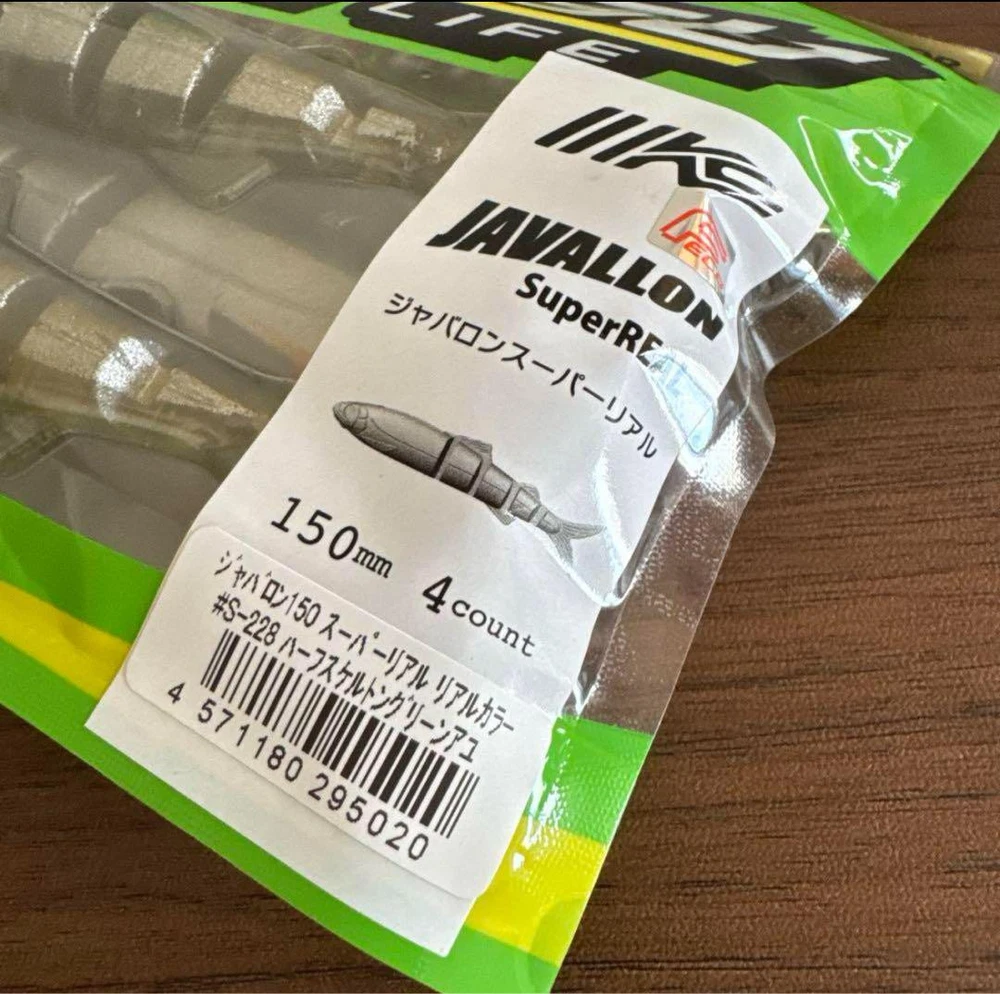 LIFE
JAVALLON
SuperREAL
ジャバロンスーパーリアル
150mm 4count
ｼﾞｬﾊﾞﾛﾝ150 ｽｰﾊﾟｰﾘｱﾙ ﾘｱﾙｶﾗｰ
#S-228 ﾊｰﾌｽｹﾙﾄﾝｸﾞﾘｰﾝｱﾕ
4 571180 295020